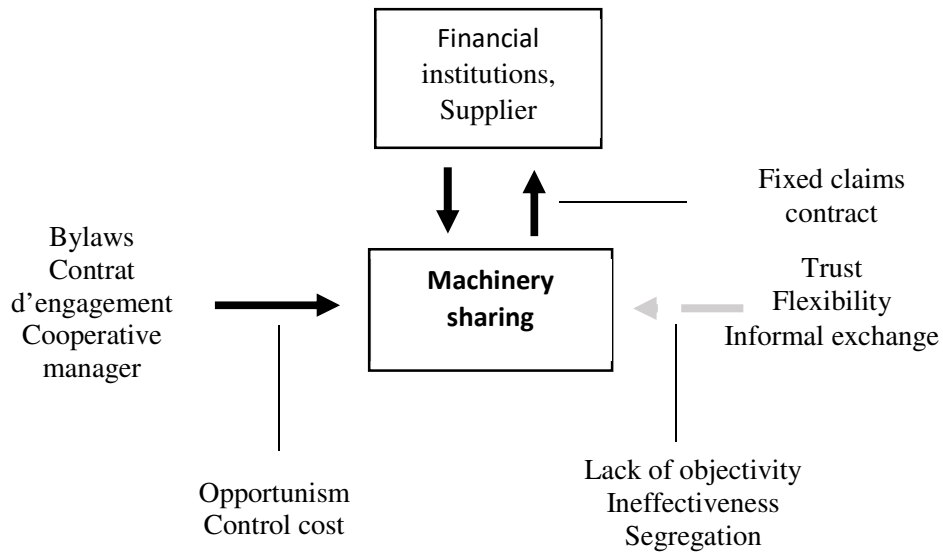 Financial
institutions,
Supplier
Fixed claims
contract
Bylaws
Contrat
d’engagement
Cooperative
manager
Machinery
sharing
Trust
Flexibility
Informal exchange
Opportunism
Control cost
Lack of objectivity
Ineffectiveness
Segregation